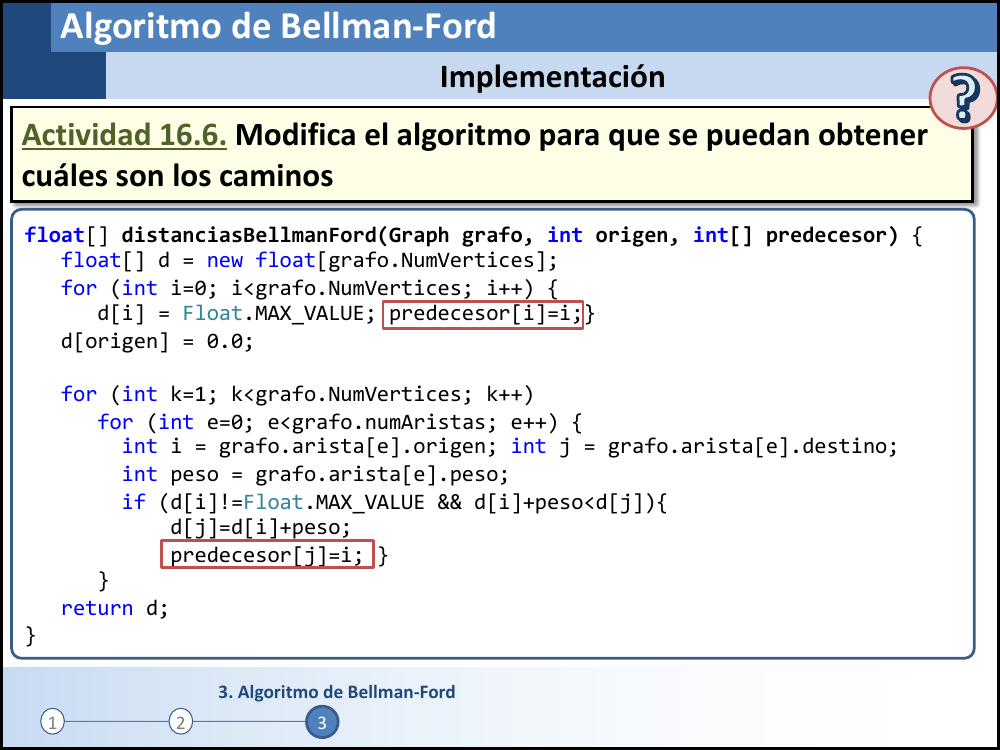 Algoritmo de Bellman-Ford
Implementación
?
Actividad 16.6. Modifica el algoritmo para que se puedan obtener
cuáles son los caminos
float[] distanciasBellmanFord(Graph grafo, int origen, int[] predecesor) {
float[] d = new float[grafo.NumVertices];
for (int i=0; i<grafo.NumVertices; i++) {
d[i] = Float.MAX_VALUE; predecesor[i]=i;}
d[origen] = 0.0;
for (int k=1; k<grafo.NumVertices; k++)
for (int e=0; e<grafo.numAristas; e++) {
int i = grafo.arista[e].origen; int j = grafo.arista[e].destino;
int peso = grafo.arista[e].peso;
if (d[i]!=Float.MAX_VALUE && d[i]+peso<d[j]){
d[j]=d[i]+peso;
predecesor[j]=i; }
}
return d;
}
3. Algoritmo de Bellman-Ford
1 2 3